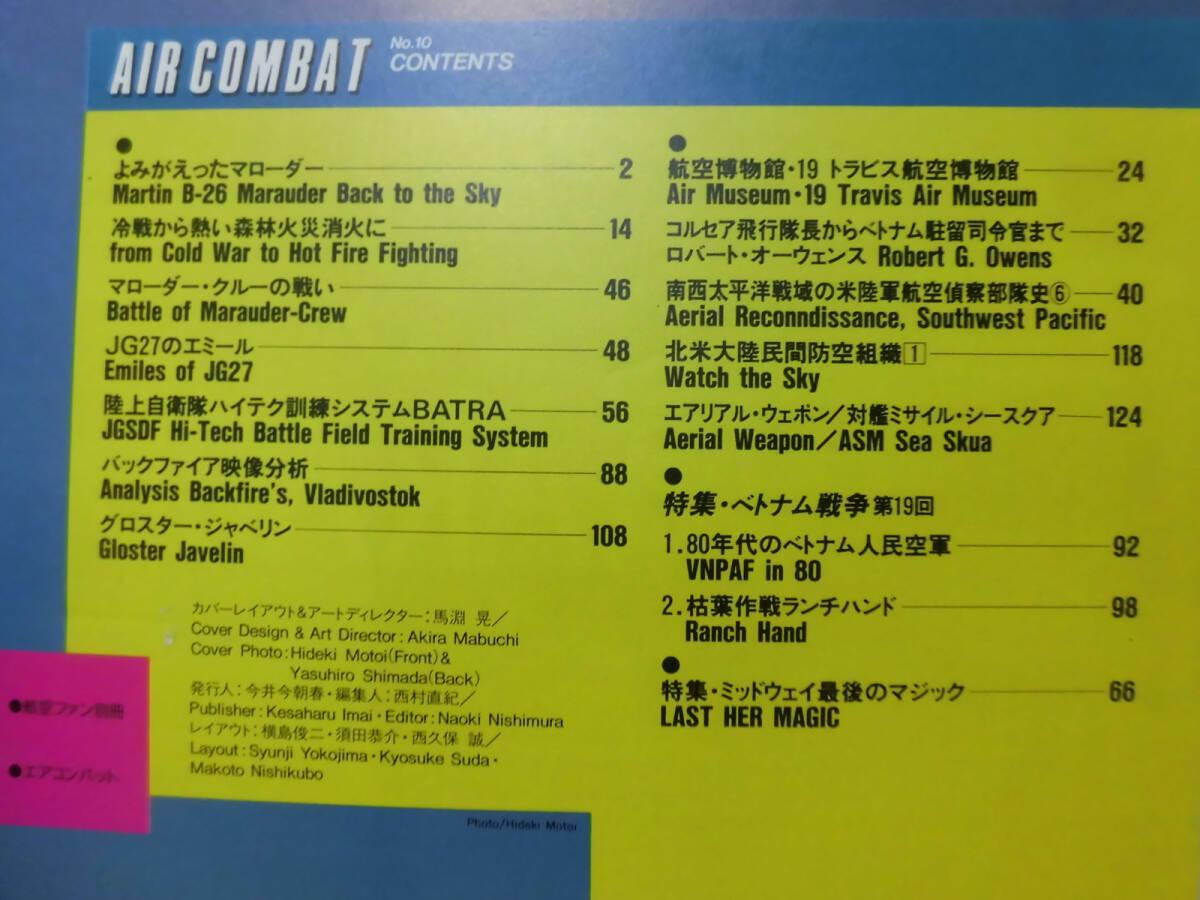 AIR COMBAT
No.10
CONTENTS
●
よみがえったマローダー 2
Martin B-26 Marauder Back to the Sky
冷戦から熱い森林火災消火に 14
from Cold War to Hot Fire Fighting
マローダー・クルーの戦い 46
Battle of Marauder-Crew
JG27のエミール 48
Emiles of JG27
陸上自衛隊ハイテク訓練システムBATRA 56
JGSDF Hi-Tech Battle Field Training System
バックファイア映像分析 88
Analysis Backfire's, Vladivostok
グロスター・ジャベリン 108
Gloster Javelin
カバーレイアウト&アートディレクター:馬淵 晃/
Cover Design & Art Director:Akira Mabuchi
Cover Photo:Hideki Motoi(Front)&
Yasuhiro Shimada(Back)
発行人:今井今朝春・編集人:西村直紀/
Publisher:Kesaharu Imai・Editor:Naoki Nishimura
レイアウト:横島俊二・須田恭介・西久保 誠/
Layout:Syunji Yokojima・Kyosuke Suda・
Makoto Nishikubo
●
航空博物館・19 トラビス航空博物館 24
Air Museum・19 Travis Air Museum
コルセア飛行隊長からベトナム駐留司令官まで 32
ロバート・オーウェンス Robert G. Owens
南西太平洋戦域の米陸軍航空偵察部隊史⑥ 40
Aerial Reconndissance, Southwest Pacific
北米大陸民間防空組織1 118
Watch the Sky
エアリアル・ウェポン/対艦ミサイル・シースクア 124
Aerial Weapon/ASM Sea Skua
●
特集・ベトナム戦争 第19回
1.80年代のベトナム人民空軍 92
VNPAF in 80
2.枯葉作戦ランチハンド 98
Ranch Hand
●
特集・ミッドウェイ最後のマジック 66
LAST HER MAGIC
●航空ファン別冊
●エアコンバット
Photo/Hideki Motoi